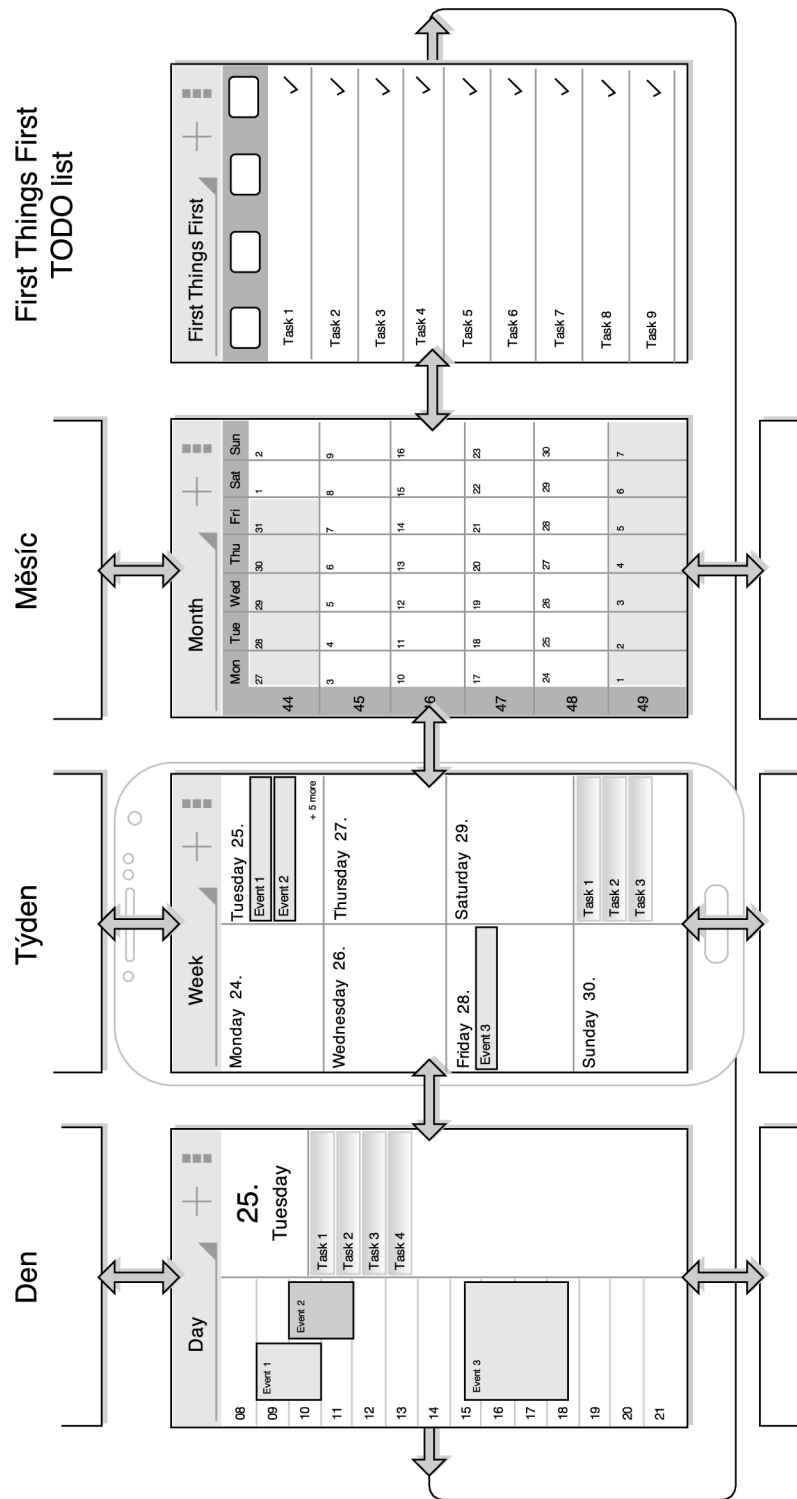 Den
Day
25.
Tuesday
Task 1
Task 2
Task 3
Task 4
08
09
10
11
12
13
14
15
16
17
18
19
20
21
Event 1
Event 2
Event 3
Týden
Week
Monday 24.
Tuesday 25.
Event 1
Event 2
+ 5 more
Wednesday 26.
Thursday 27.
Friday 28.
Event 3
Saturday 29.
Sunday 30.
Task 1
Task 2
Task 3
Měsíc
Month
Mon Tue Wed Thu Fri Sat Sun
44 27 28 29 30 31 1 2
45 3 4 5 6 7 8 9
10 11 12 13 14 15 16
47 17 18 19 20 21 22 23
48 24 25 26 27 28 29 30
49 1 2 3 4 5 6 7
First Things First
TODO list
First Things First
Task 1
Task 2
Task 3
Task 4
Task 5
Task 6
Task 7
Task 8
Task 9